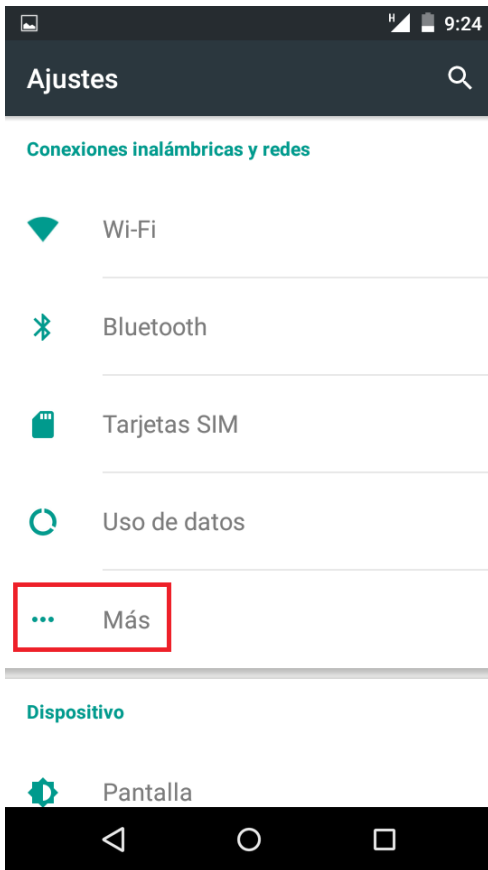 H 9:24
Ajustes
Conexiones inalámbricas y redes
Wi-Fi
Bluetooth
Tarjetas SIM
Uso de datos
Más
Dispositivo
Pantalla